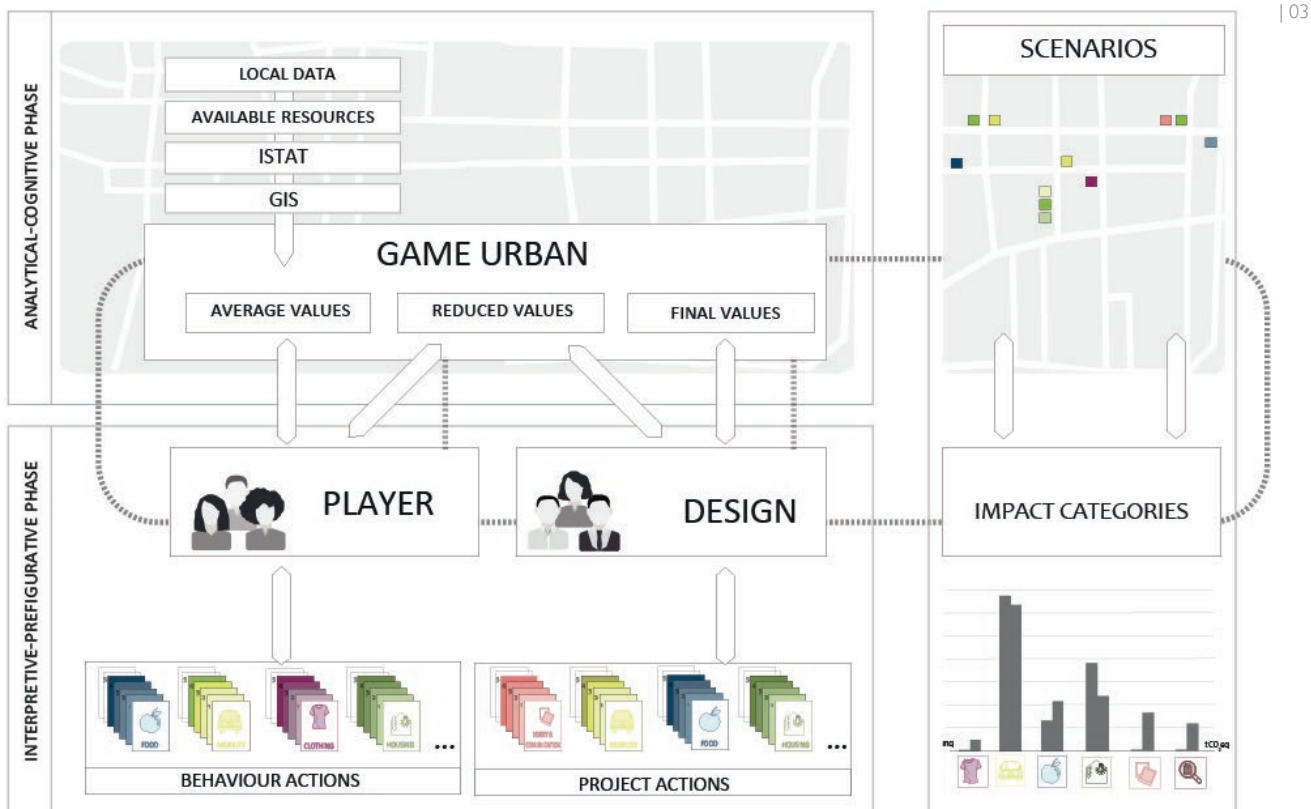 | 03
ANALYTICAL-COGNITIVE PHASE
LOCAL DATA
AVAILABLE RESOURCES
ISTAT
GIS
GAME URBAN
AVERAGE VALUES
REDUCED VALUES
FINAL VALUES
SCENARIOS
INTERPRETIVE-PREFIGURATIVE PHASE
PLAYER
DESIGN
IMPACT CATEGORIES
FOOD
MOBILITY
CLOTHING
HOUSING
...
BEHAVIOUR ACTIONS
FOOD
HOUSING
...
PROJECT ACTIONS
mq
tCO₂eq